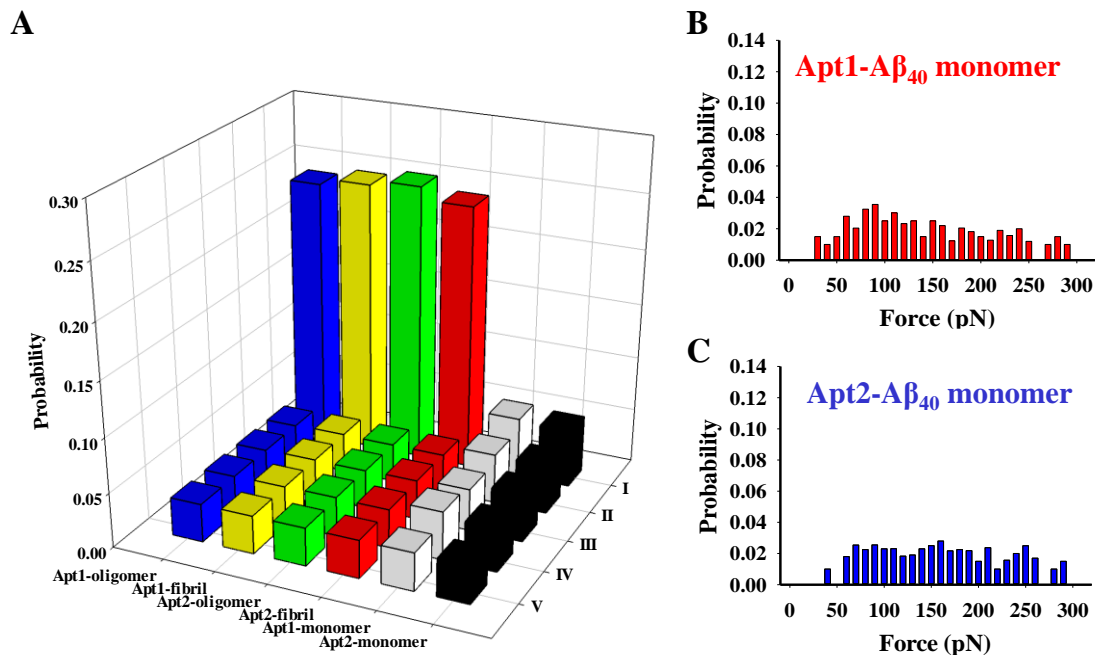 A
0.30
0.25
0.20
0.15
0.10
0.05
0.00
Probability
Apt1-oligomer
Apt1-fibril
Apt2-oligomer
Apt2-fibril
Apt1-monomer
Apt2-monomer
I
II
III
IV
V
B
0.14
0.12
0.10
0.08
0.06
0.04
0.02
0.00
Probability
Apt1-Aβ₄₀ monomer
0 50 100 150 200 250 300
Force (pN)
C
0.14
0.12
0.10
0.08
0.06
0.04
0.02
0.00
Probability
Apt2-Aβ₄₀ monomer
0 50 100 150 200 250 300
Force (pN)